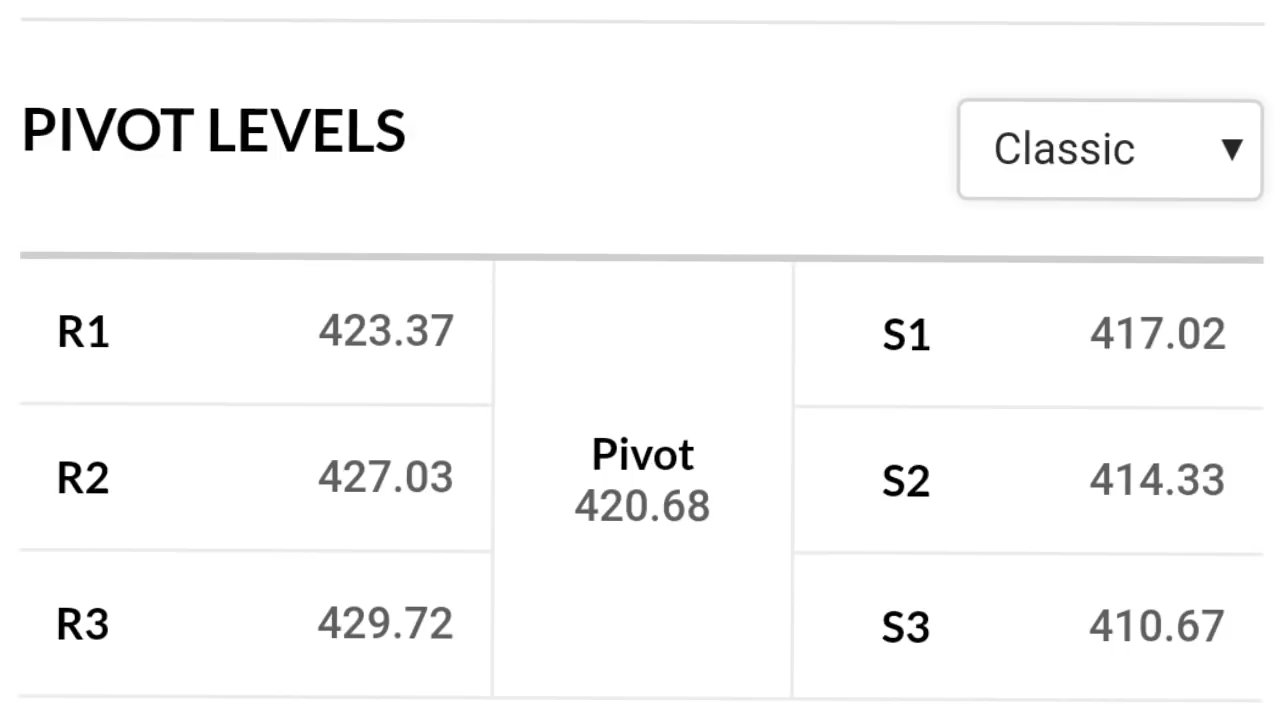 PIVOT LEVELS
Classic ▼
R1 423.37
R2 427.03
R3 429.72
Pivot
420.68
S1 417.02
S2 414.33
S3 410.67